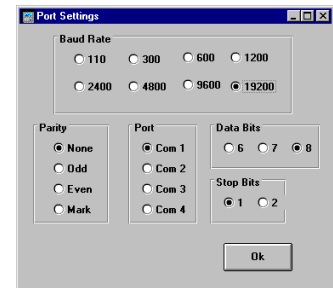 Port Settings
Baud Rate
110 300 600 1200
2400 4800 9600 19200
Parity
None
Odd
Even
Mark
Port
Com 1
Com 2
Com 3
Com 4
Data Bits
6 7 8
Stop Bits
1 2
Ok